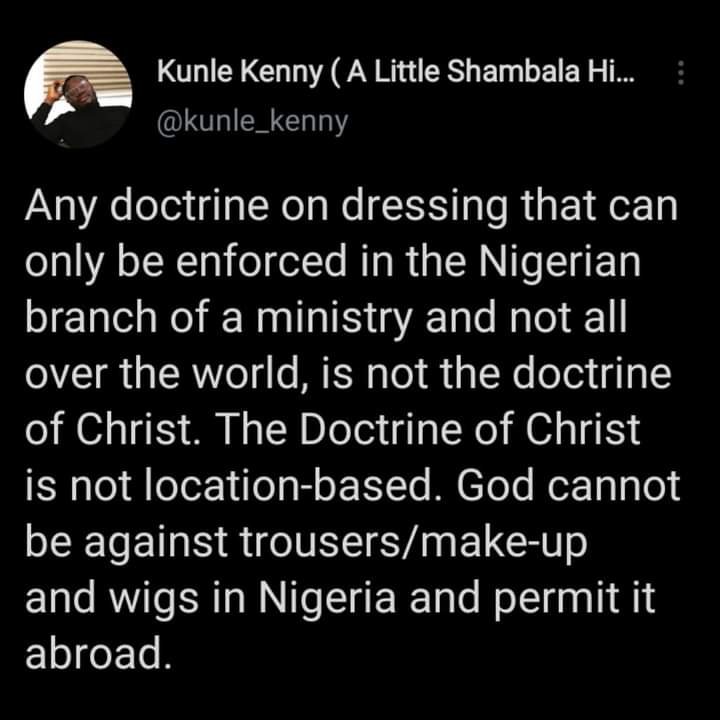 Kunle Kenny ( A Little Shambala Hi...
@kunle_kenny
Any doctrine on dressing that can
only be enforced in the Nigerian
branch of a ministry and not all
over the world, is not the doctrine
of Christ. The Doctrine of Christ
is not location-based. God cannot
be against trousers/make-up
and wigs in Nigeria and permit it
abroad.